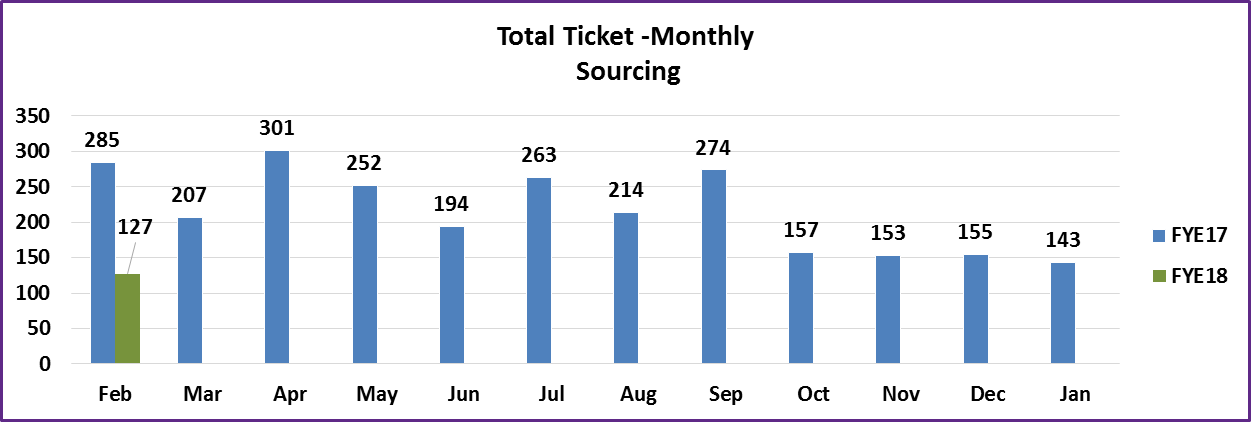 Total Ticket -Monthly
Sourcing
350
300
250
200
150
100
50
0
285
127
207
301
252
194
263
214
274
157
153
155
143
Feb
Mar
Apr
May
Jun
Jul
Aug
Sep
Oct
Nov
Dec
Jan
FYE17
FYE18